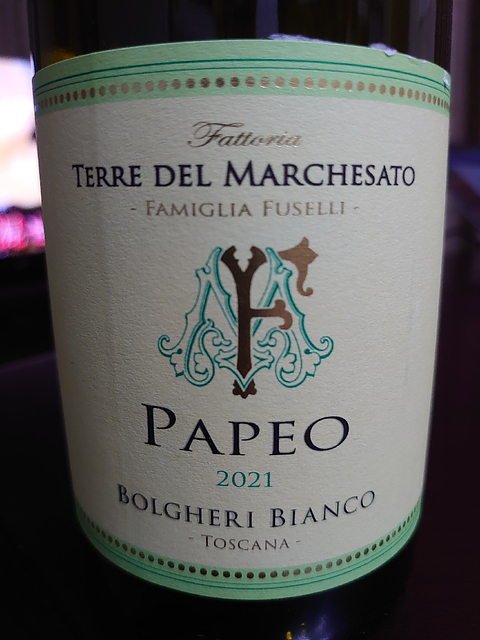 Fattoria
TERRE DEL MARCHESATO
- FAMIGLIA FUSELLI -
PAPEO
2021
BOLGHERI BIANCO
- TOSCANA -